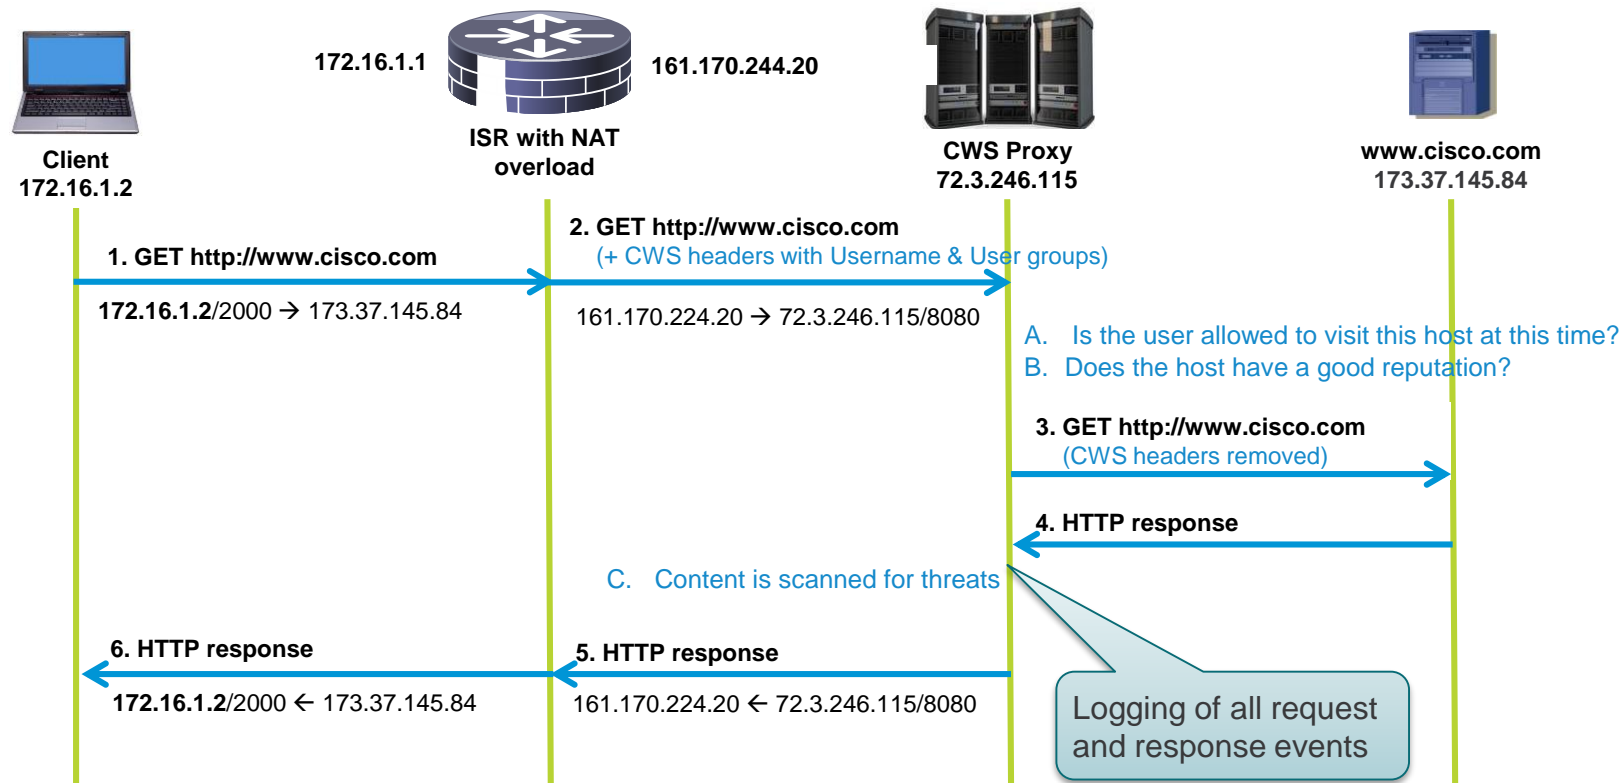 172.16.1.1
161.170.244.20
Client
172.16.1.2
ISR with NAT
overload
CWS Proxy
72.3.246.115
www.cisco.com
173.37.145.84
1. GET http://www.cisco.com
172.16.1.2/2000 → 173.37.145.84
2. GET http://www.cisco.com
(+ CWS headers with Username & User groups)
161.170.224.20 → 72.3.246.115/8080
A. Is the user allowed to visit this host at this time?
B. Does the host have a good reputation?
3. GET http://www.cisco.com
(CWS headers removed)
4. HTTP response
C. Content is scanned for threats
Logging of all request
and response events
5. HTTP response
161.170.224.20 ← 72.3.246.115/8080
6. HTTP response
172.16.1.2/2000 ← 173.37.145.84